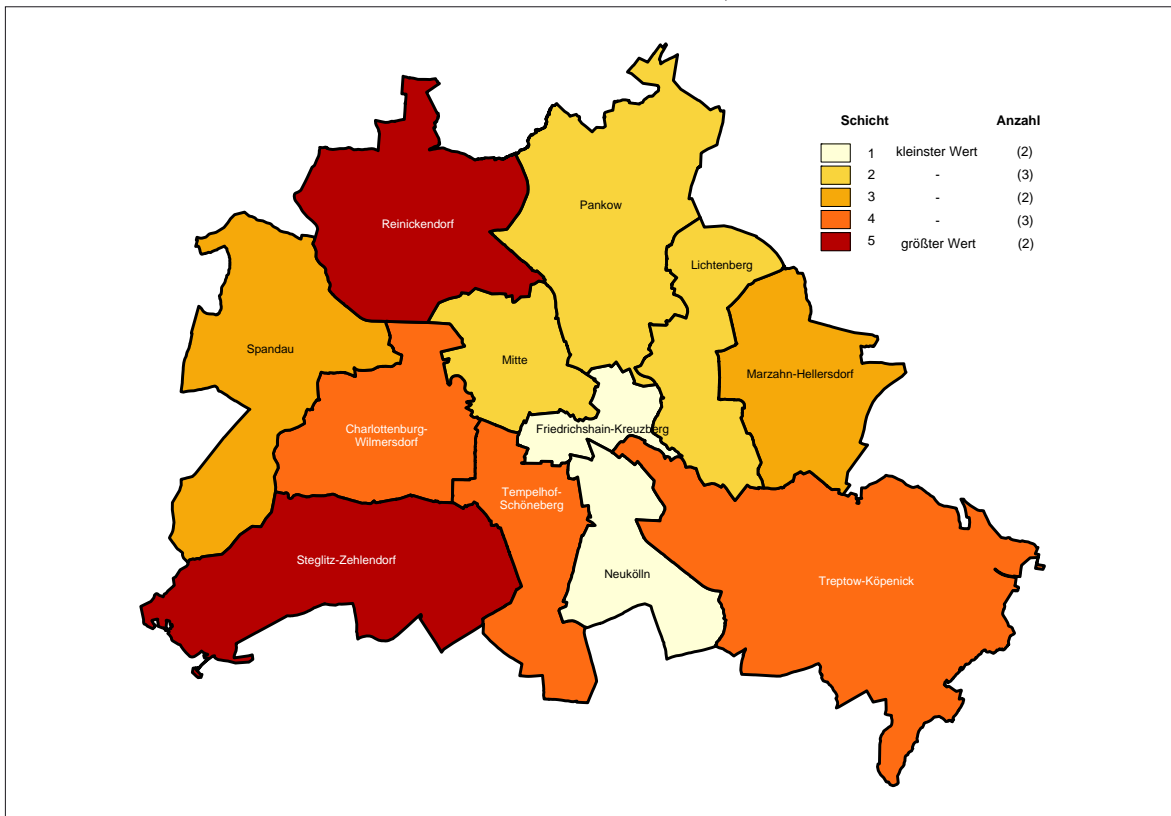 Schicht Anzahl
1 kleinster Wert (2)
2 - (3)
3 - (2)
4 - (3)
5 größter Wert (2)
Reinickendorf
Pankow
Lichtenberg
Spandau
Mitte
Marzahn-Hellersdorf
Charlottenburg-
Wilmersdorf
Friedrichshain-Kreuzberg
Tempelhof-
Schöneberg
Steglitz-Zehlendorf
Neukölln
Treptow-Köpenick